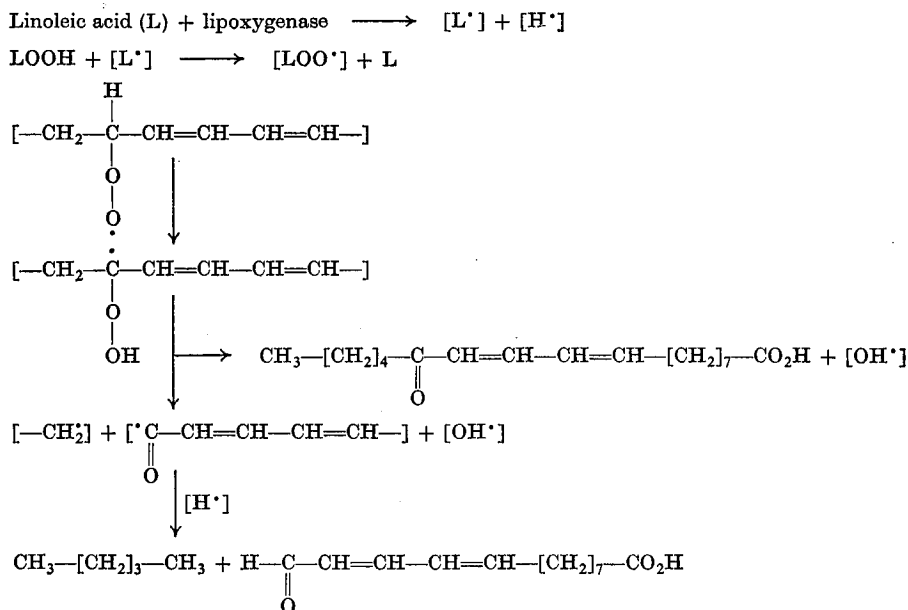 Linoleic acid (L) + lipoxygenase ⟶ [L•] + [H•]
LOOH + [L•] ⟶ [LOO•] + L
H
[—CH₂—C—CH=CH—CH=CH—]
O
O
[—CH₂—C—CH=CH—CH=CH—]
O
OH
CH₃—[CH₂]₄—C—CH=CH—CH=CH—[CH₂]₇—CO₂H + [OH•]
O
[—CH₂•] + [•C—CH=CH—CH=CH—] + [OH•]
O
[H•]
CH₃—[CH₂]₃—CH₃ + H—C—CH=CH—CH=CH—[CH₂]₇—CO₂H
O